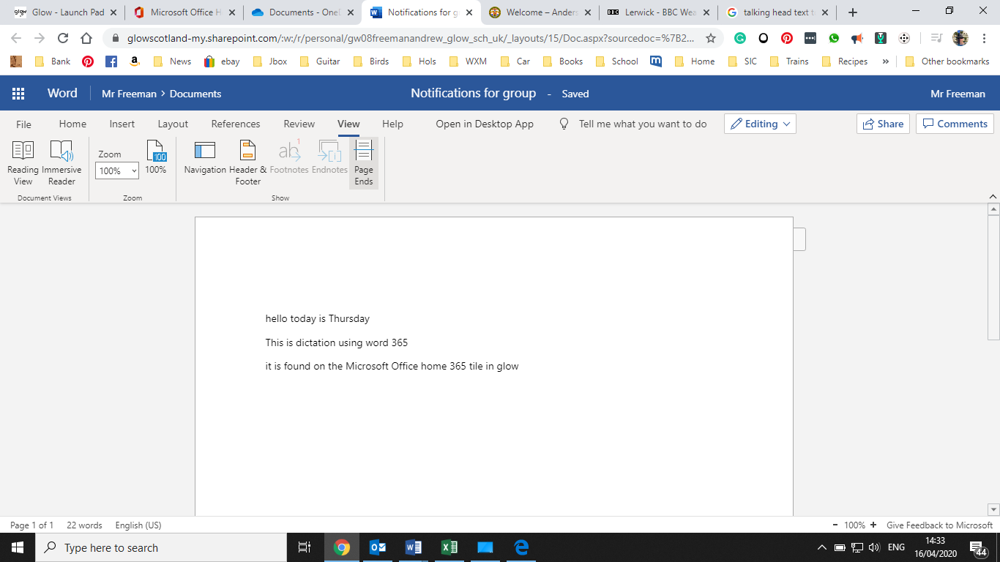 Glow - Launch Pad
Microsoft Office H
Documents - OneD
Notifications for g
Welcome – Anders
BBC
Lerwick - BBC Wea
talking head text t
glowscotland-my.sharepoint.com/:w:/r/personal/gw08freemanandrew_glow_sch_uk/_layouts/15/Doc.aspx?sourcedoc=%7B2...
Bank
News
ebay
Jbox
Guitar
Birds
Hols
WXM
Car
Books
School
Home
SIC
Trains
Recipes
»
Other bookmarks
Word
Mr Freeman > Documents
Notifications for group - Saved
Mr Freeman
File
Home
Insert
Layout
References
Review
View
Help
Open in Desktop App
Tell me what you want to do
Editing
Share
Comments
Reading View
Immersive Reader
Zoom
100%
100
100%
Navigation
Header & Footer
ab1
Footnotes
Endnotes
Page Ends
Document Views
Zoom
Show
hello today is Thursday
This is dictation using word 365
it is found on the Microsoft Office home 365 tile in glow
Page 1 of 1
22 words
English (US)
- 100% +
Give Feedback to Microsoft
Type here to search
ENG
14:33
16/04/2020
44